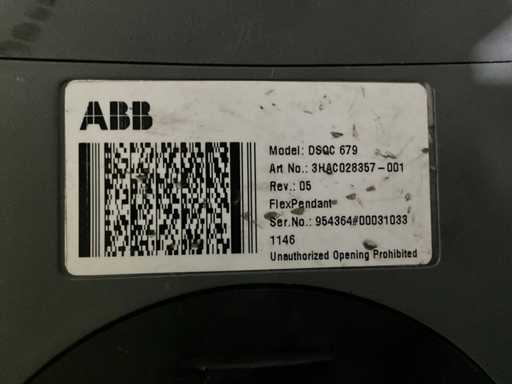 ABB
Model: DSQC 679
Art No.: 3HAC028357-001
Rev.: 05
FlexPendant
Ser.No.: 954364#00031033
1146
Unauthorized Opening Prohibited